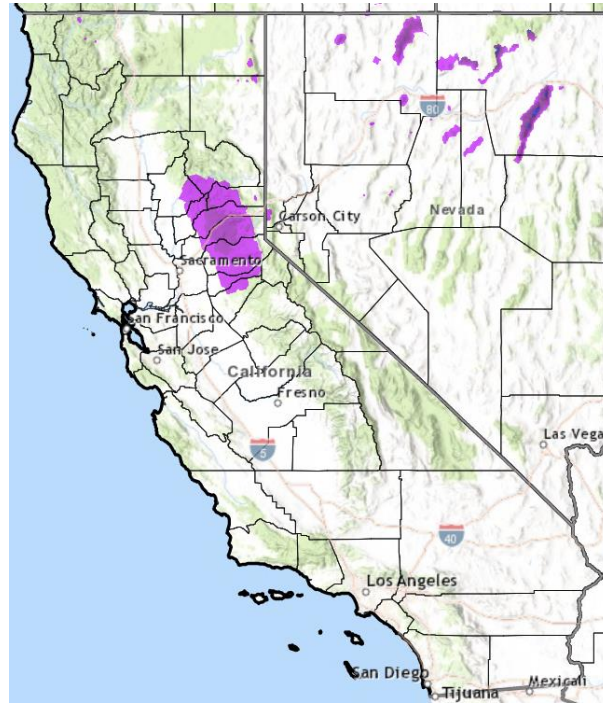 80
Carson City
Nevada
Sacramento
San Francisco
San Jose
California
Fresno
5
Las Vega
40
Los Angeles
San Diego
Tijuana
Mexicali